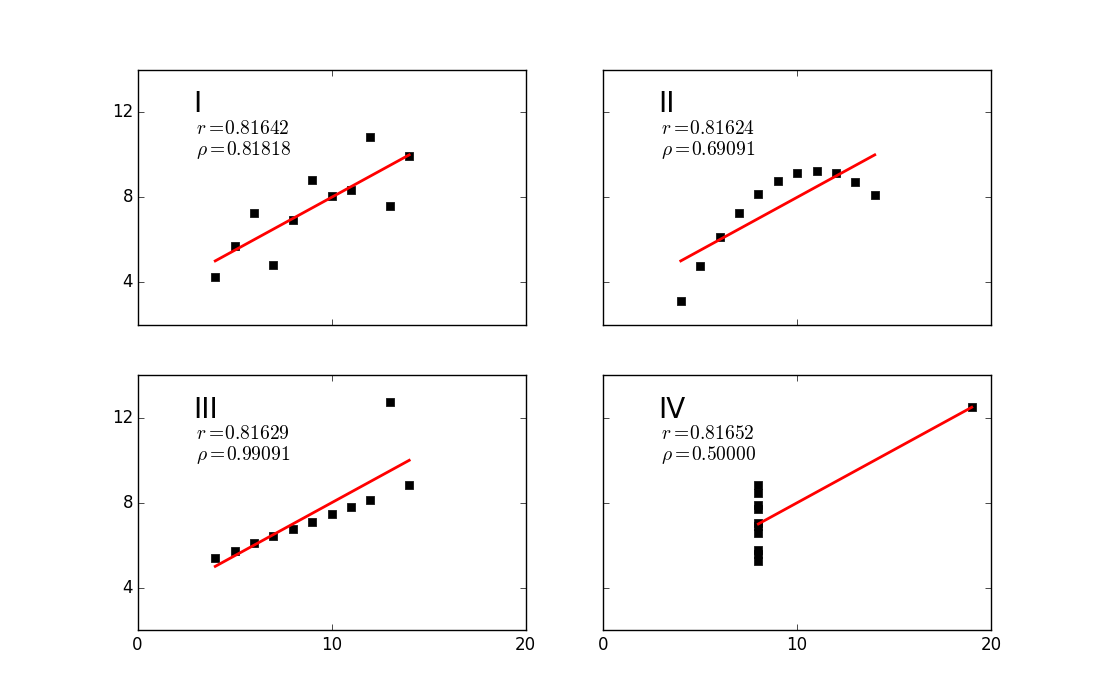 I
r = 0.81642
ρ = 0.81818
12
8
4
II
r = 0.81624
ρ = 0.69091
III
r = 0.81629
ρ = 0.99091
12
8
4
0 10 20
IV
r = 0.81652
ρ = 0.50000
0 10 20